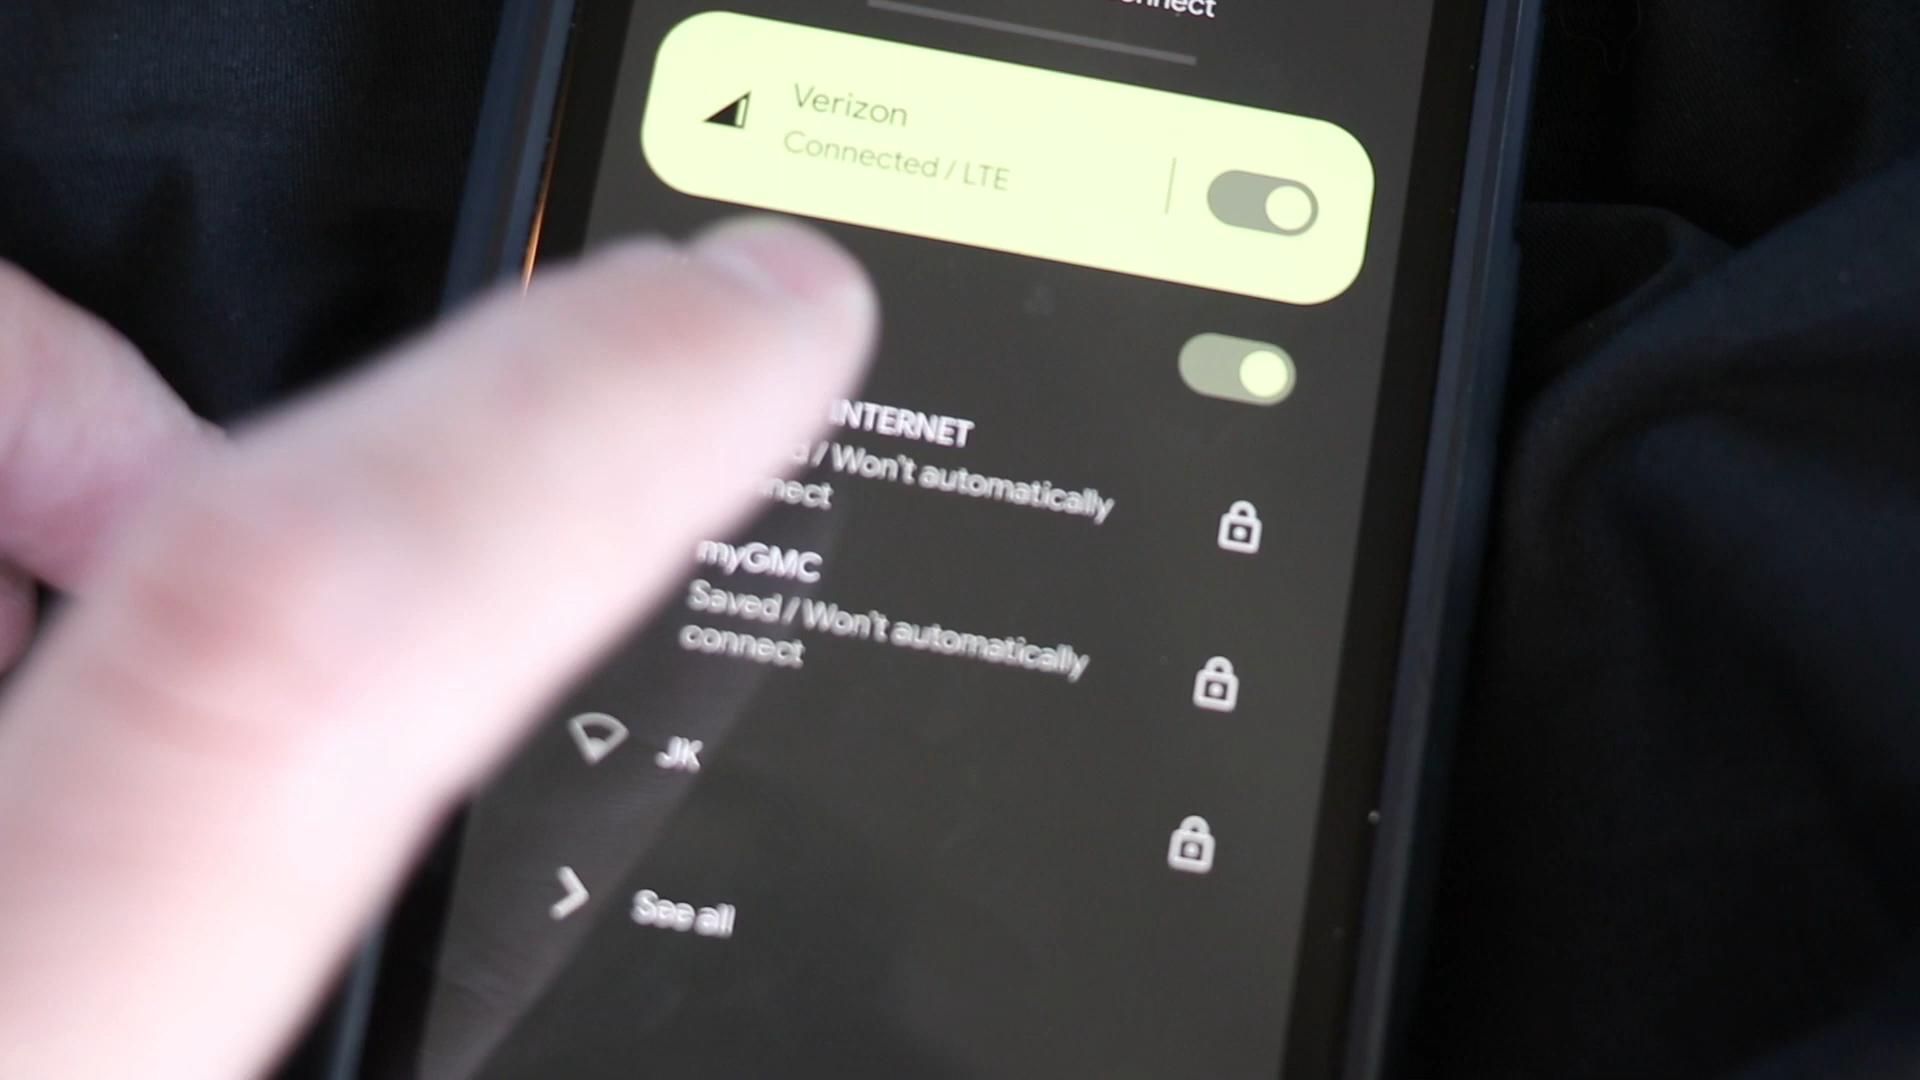 Verizon
Connected / LTE
INTERNET
/ Won't automatically
myGMC
Saved / Won't automatically
connect
JK
See all